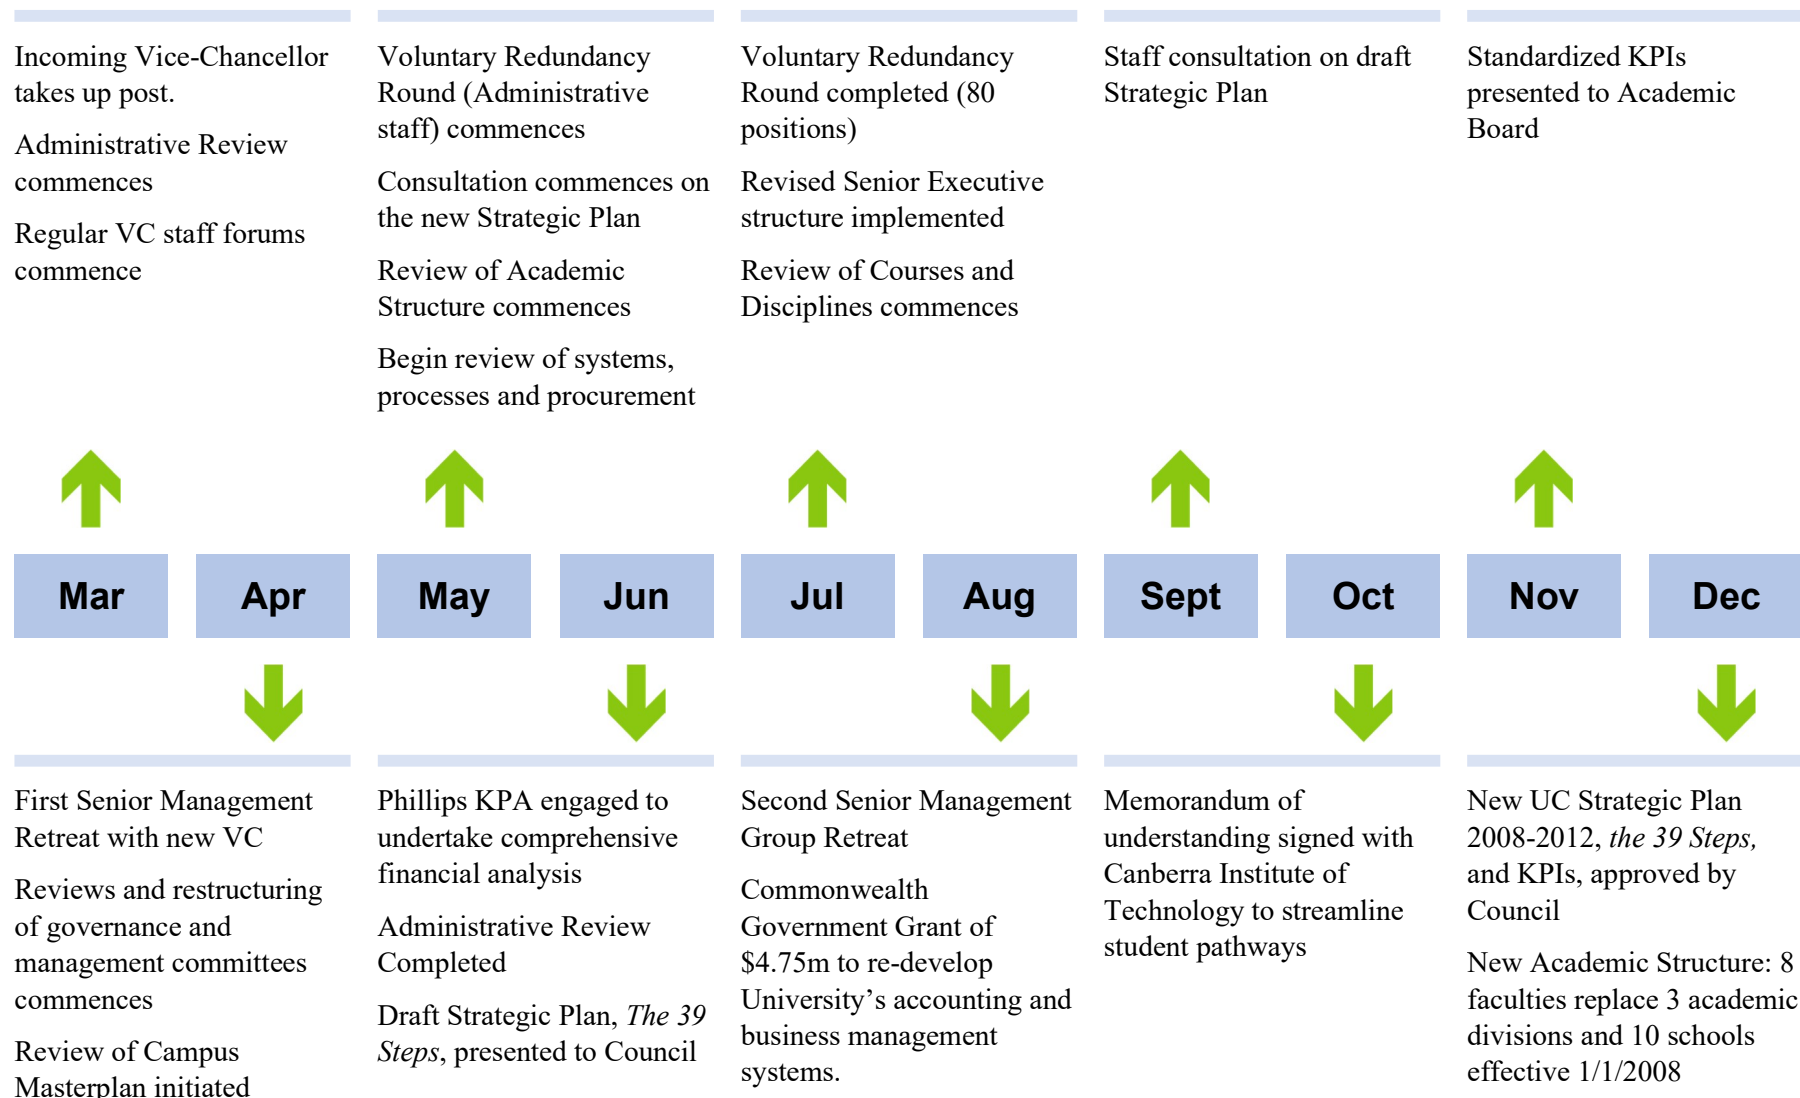 Incoming Vice-Chancellor
takes up post.
Administrative Review
commences
Regular VC staff forums
commence
Voluntary Redundancy
Round (Administrative
staff) commences
Consultation commences on
the new Strategic Plan
Review of Academic
Structure commences
Begin review of systems,
processes and procurement
Voluntary Redundancy
Round completed (80
positions)
Revised Senior Executive
structure implemented
Review of Courses and
Disciplines commences
Staff consultation on draft
Strategic Plan
Standardized KPIs
presented to Academic
Board
Mar
Apr
May
Jun
Jul
Aug
Sept
Oct
Nov
Dec
First Senior Management
Retreat with new VC
Reviews and restructuring
of governance and
management committees
commences
Review of Campus
Masterplan initiated
Phillips KPA engaged to
undertake comprehensive
financial analysis
Administrative Review
Completed
Draft Strategic Plan, The 39
Steps, presented to Council
Second Senior Management
Group Retreat
Commonwealth
Government Grant of
$4.75m to re-develop
University’s accounting and
business management
systems.
Memorandum of
understanding signed with
Canberra Institute of
Technology to streamline
student pathways
New UC Strategic Plan
2008-2012, the 39 Steps,
and KPIs, approved by
Council
New Academic Structure: 8
faculties replace 3 academic
divisions and 10 schools
effective 1/1/2008